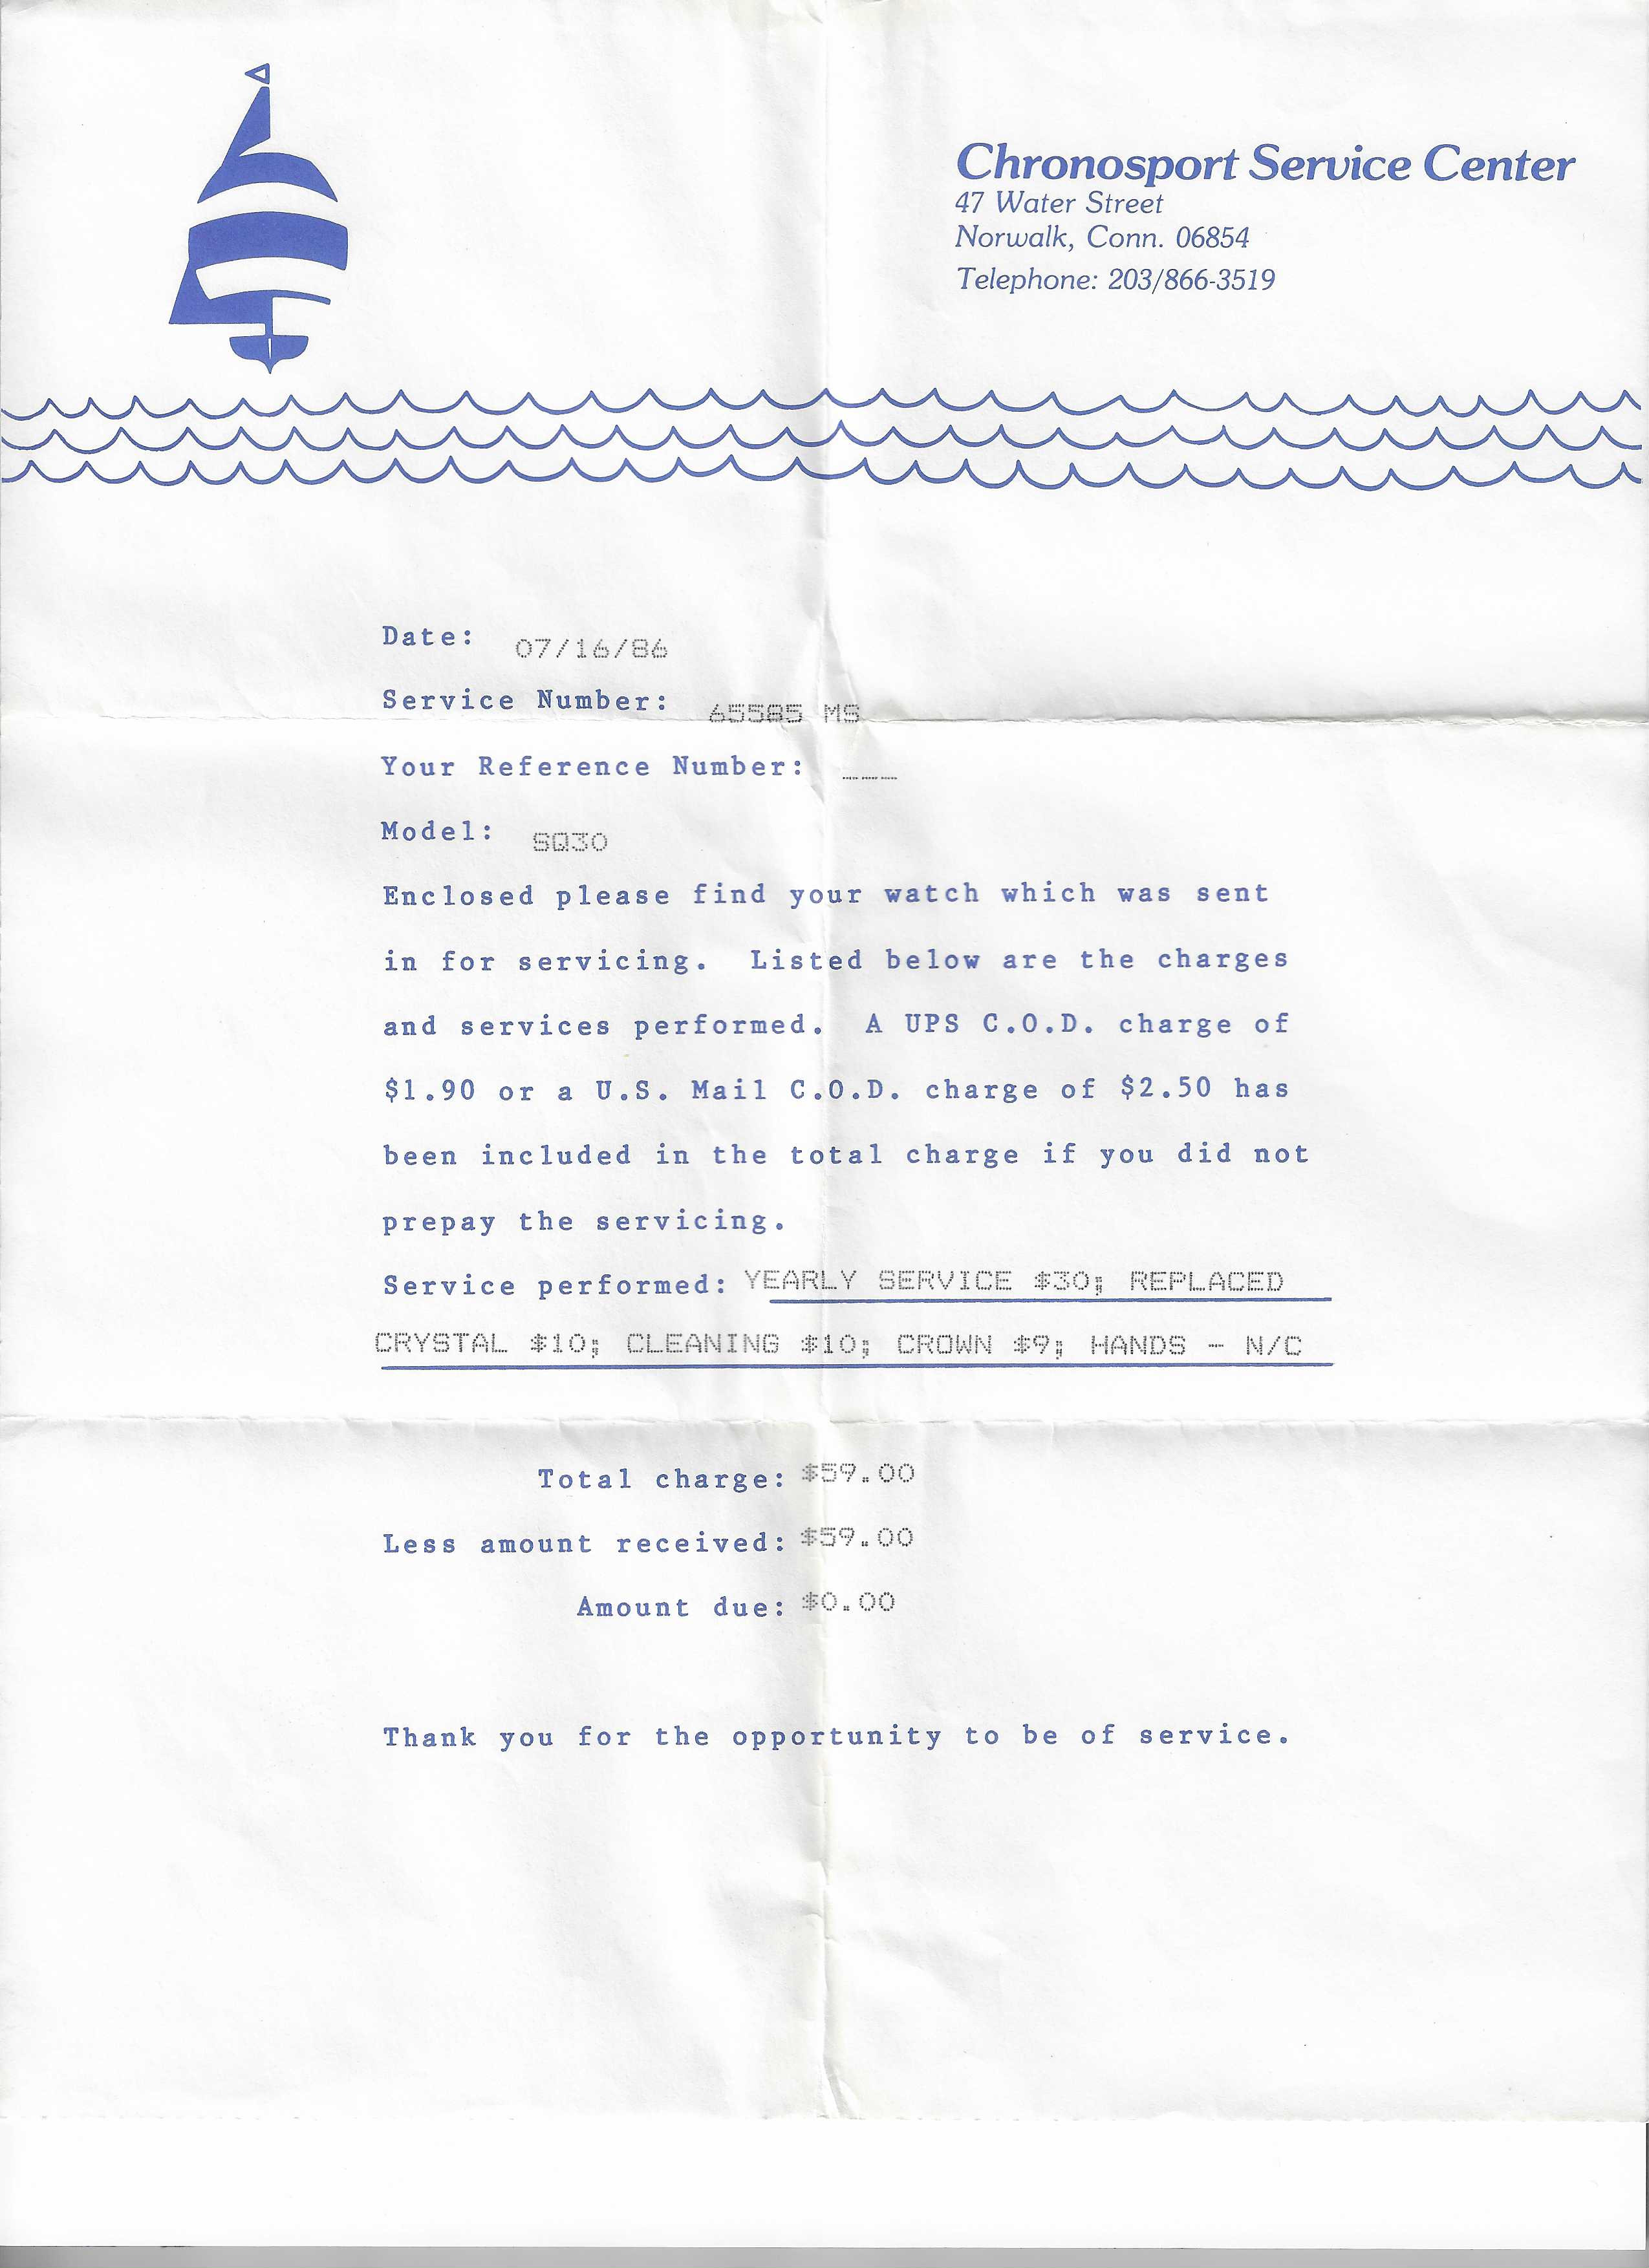 Chronosport Service Center
47 Water Street
Norwalk, Conn. 06854
Telephone: 203/866-3519
Date: 07/16/86
Service Number: 65585 MS
Your Reference Number: ---
Model: SQ30
Enclosed please find your watch which was sent
in for servicing. Listed below are the charges
and services performed. A UPS C.O.D. charge of
$1.90 or a U.S. Mail C.O.D. charge of $2.50 has
been included in the total charge if you did not
prepay the servicing.
Service performed: YEARLY SERVICE $30; REPLACED
CRYSTAL $10; CLEANING $10; CROWN $9; HANDS - N/C
Total charge: $59.00
Less amount received: $59.00
Amount due: $0.00
Thank you for the opportunity to be of service.